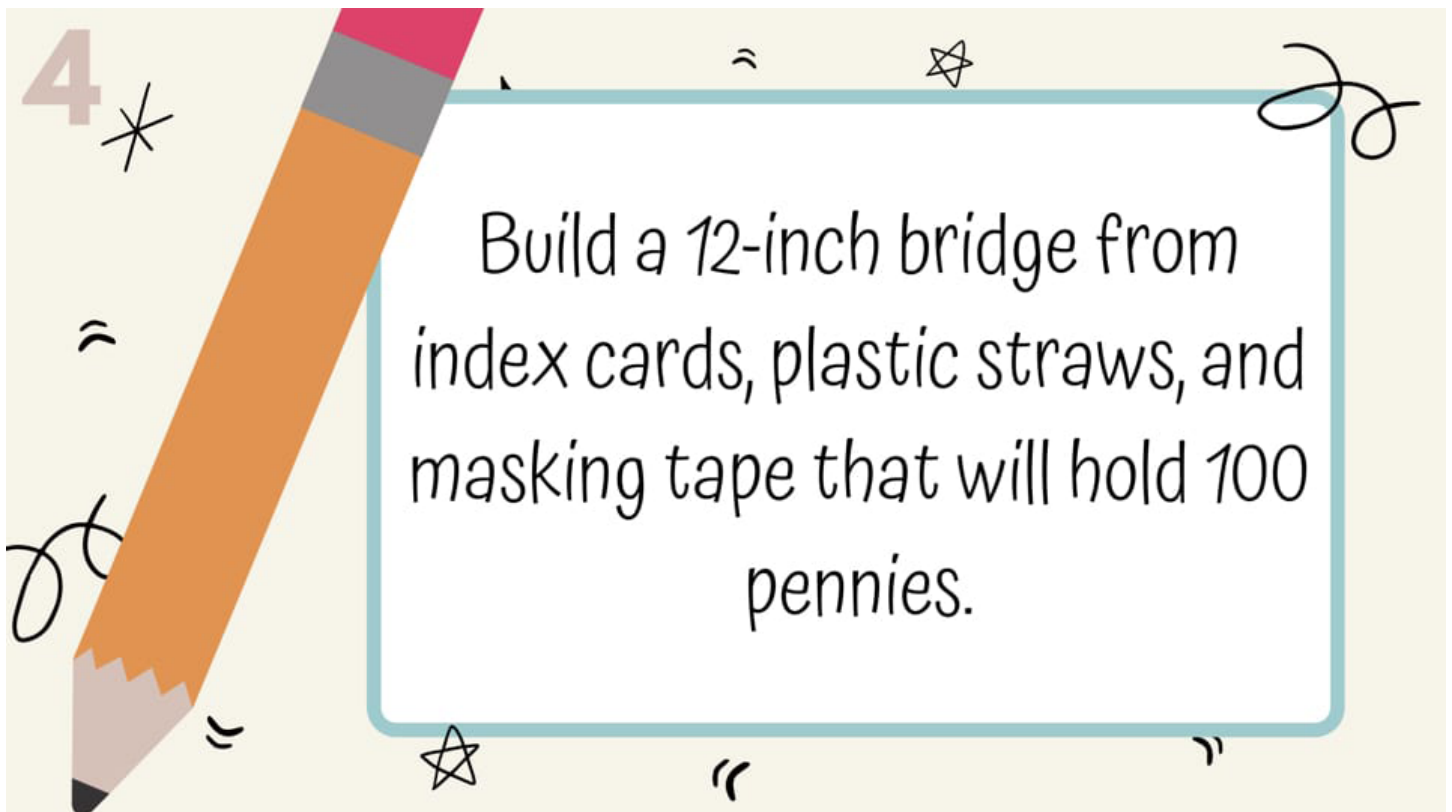 4
Build a 12-inch bridge from
index cards, plastic straws, and
masking tape that will hold 100
pennies.